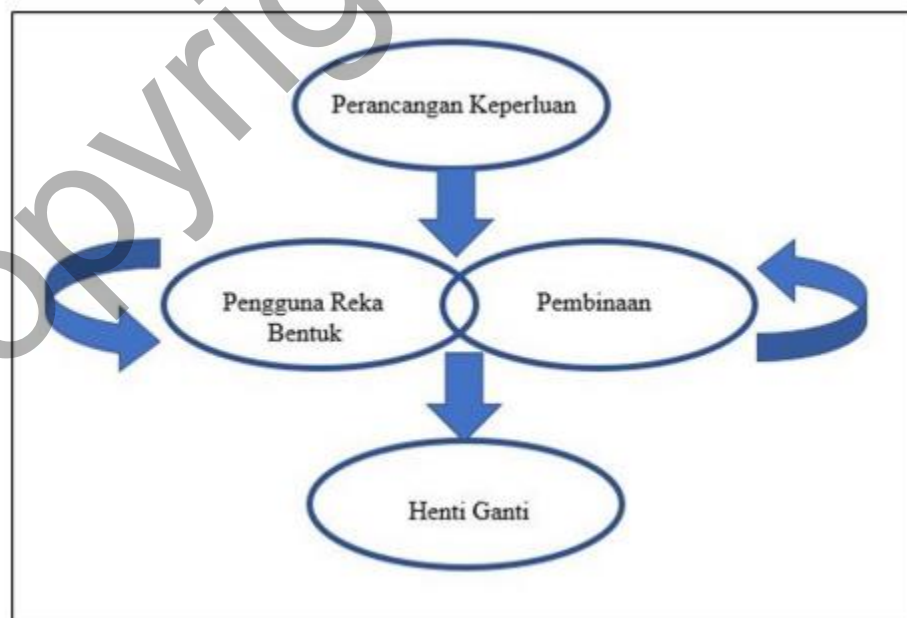 Perancangan Keperluan
Pengguna Reka
Bentuk
Pembinaan
Henti Ganti